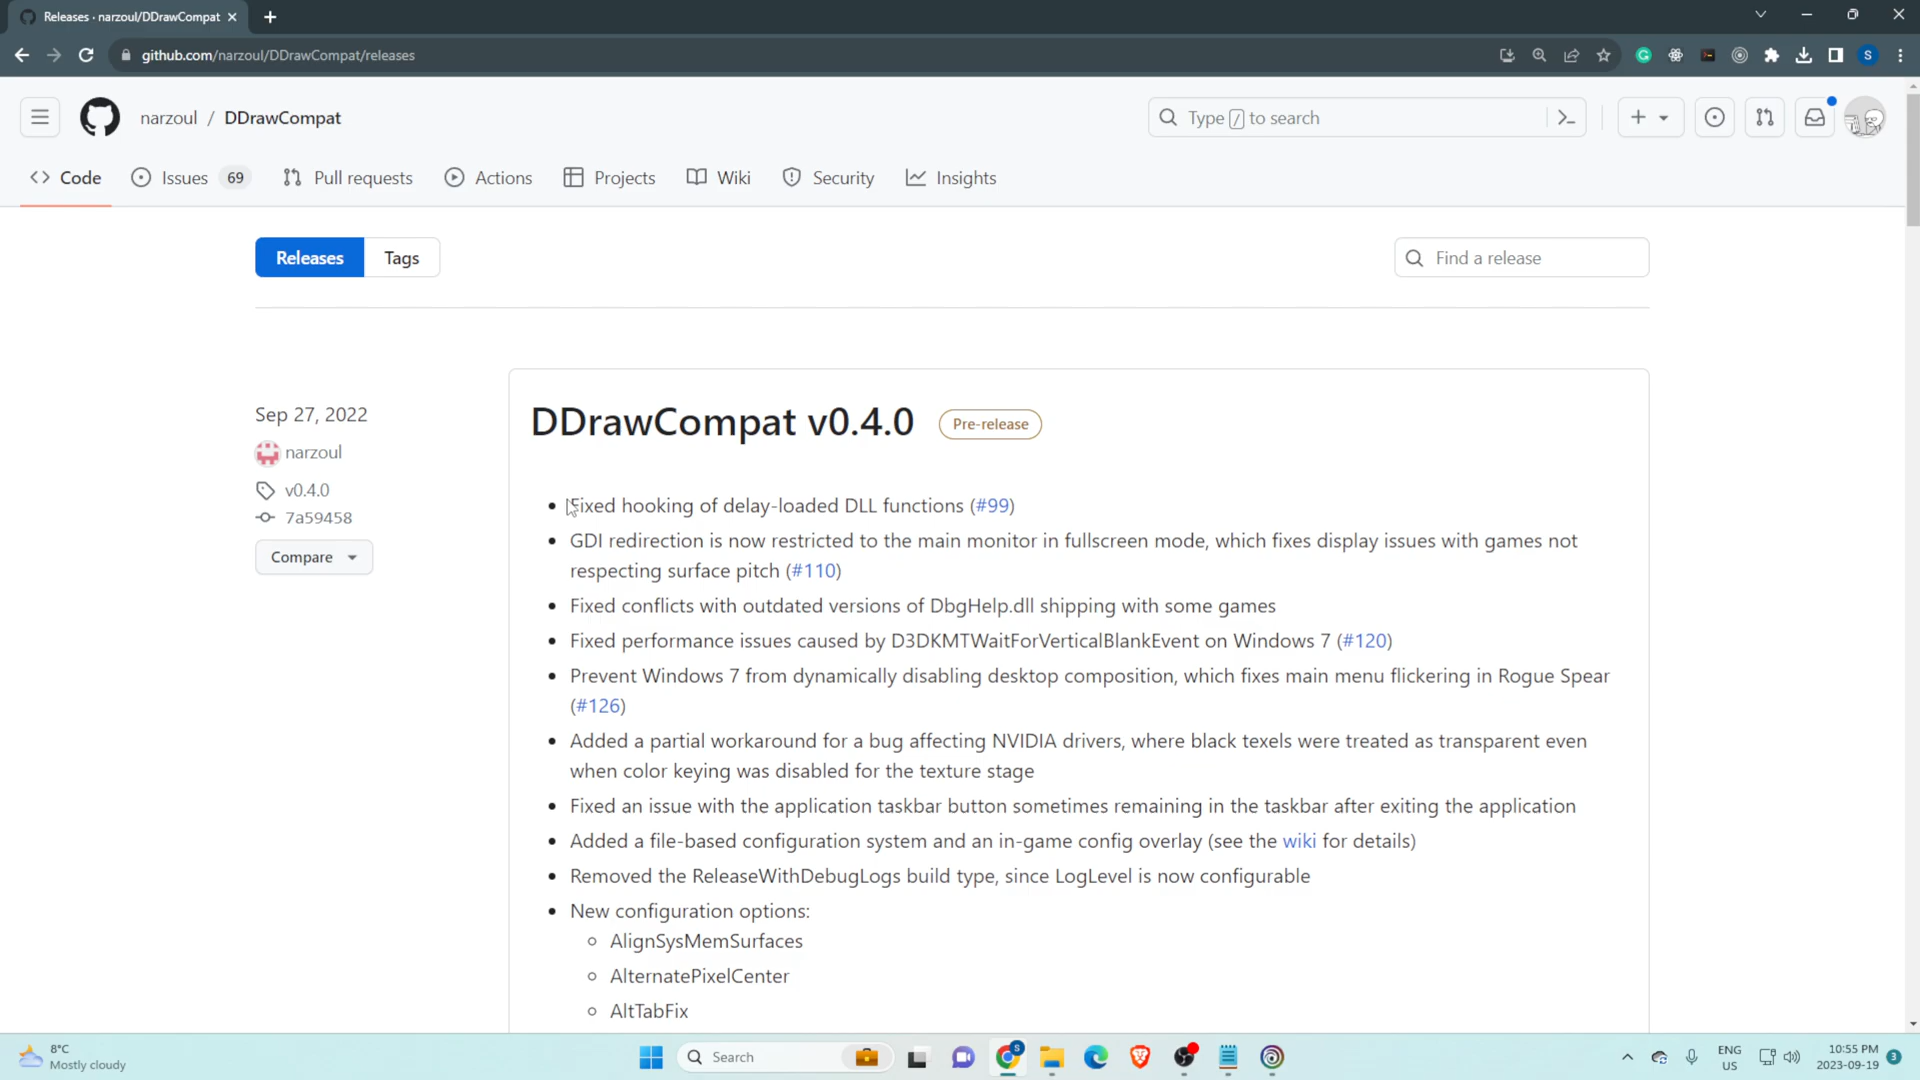 Releases · narzoul/DDrawCompat
github.com/narzoul/DDrawCompat/releases
S
narzoul / DDrawCompat
Type / to search
Code
Issues 69
Pull requests
Actions
Projects
Wiki
Security
Insights
Releases
Tags
Find a release
Sep 27, 2022
narzoul
v0.4.0
7a59458
Compare
DDrawCompat v0.4.0 Pre-release
Fixed hooking of delay-loaded DLL functions (#99)
GDI redirection is now restricted to the main monitor in fullscreen mode, which fixes display issues with games not
respecting surface pitch (#110)
Fixed conflicts with outdated versions of DbgHelp.dll shipping with some games
Fixed performance issues caused by D3DKMTWaitForVerticalBlankEvent on Windows 7 (#120)
Prevent Windows 7 from dynamically disabling desktop composition, which fixes main menu flickering in Rogue Spear
(#126)
Added a partial workaround for a bug affecting NVIDIA drivers, where black texels were treated as transparent even
when color keying was disabled for the texture stage
Fixed an issue with the application taskbar button sometimes remaining in the taskbar after exiting the application
Added a file-based configuration system and an in-game config overlay (see the wiki for details)
Removed the ReleaseWithDebugLogs build type, since LogLevel is now configurable
New configuration options:
AlignSysMemSurfaces
AlternatePixelCenter
AltTabFix
8°C
Mostly cloudy
Search
S
ENG
US
10:55 PM
2023-09-19
3